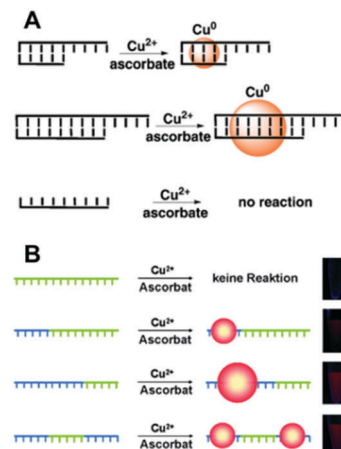 A
Cu⁰
Cu²⁺
ascorbate
Cu⁰
Cu²⁺
ascorbate
Cu²⁺
ascorbate
no reaction
B
Cu²⁺
Ascorbat
keine Reaktion
Cu²⁺
Ascorbat
Cu²⁺
Ascorbat
Cu²⁺
Ascorbat